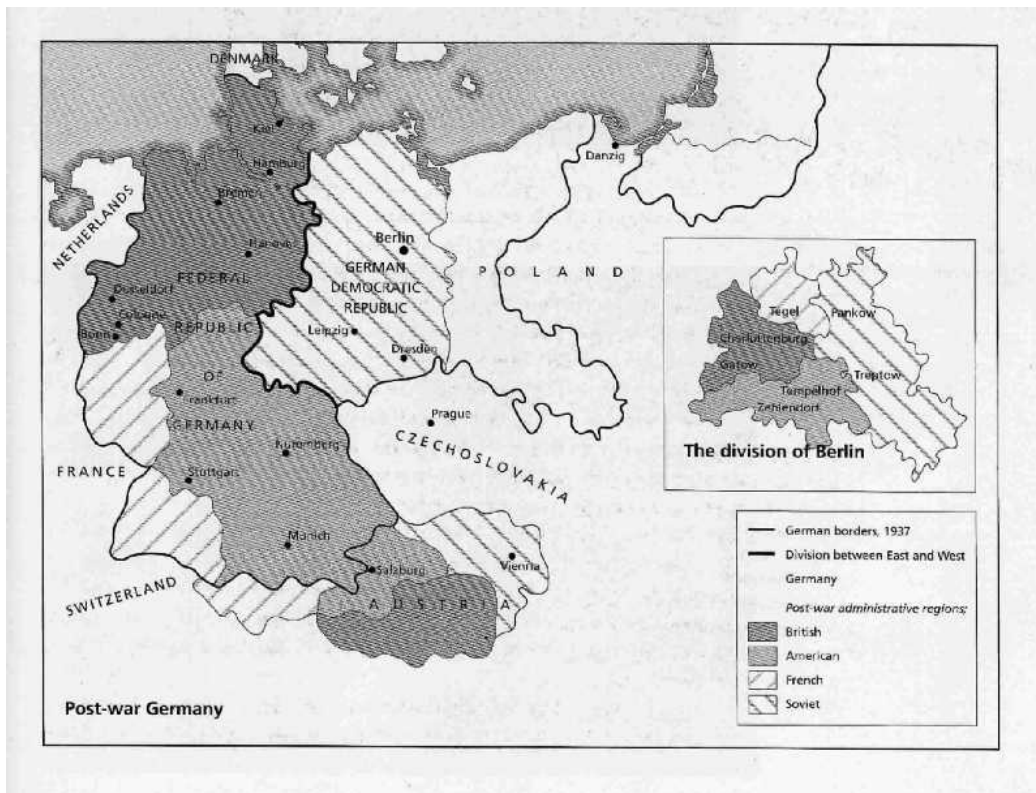 DENMARK
Kiel
Hamburg
Bremen
Hanover
NETHERLANDS
Berlin
Danzig
POLAND
FEDERAL
REPUBLIC
OF
GERMANY
GERMAN
DEMOCRATIC
REPUBLIC
Dusseldorf
Cologne
Bonn
Leipzig
Dresden
Frankfurt
Prague
CZECHOSLOVAKIA
Nuremberg
FRANCE
Stuttgart
Munich
Salzburg
Vienna
SWITZERLAND
AUSTRIA
Post-war Germany
Tegel
Pankow
Charlottenburg
Gatow
Treptow
Tempelhof
Zehlendorf
The division of Berlin
German borders, 1937
Division between East and West
Germany
Post-war administrative regions;
British
American
French
Soviet